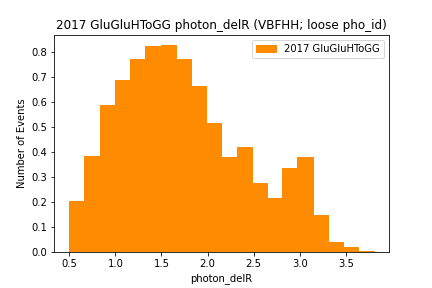 2017 GluGluHToGG photon_delR (VBFHH; loose pho_id)
2017 GluGluHToGG
Number of Events
0.8
0.7
0.6
0.5
0.4
0.3
0.2
0.1
0.0
0.5 1.0 1.5 2.0 2.5 3.0 3.5
photon_delR